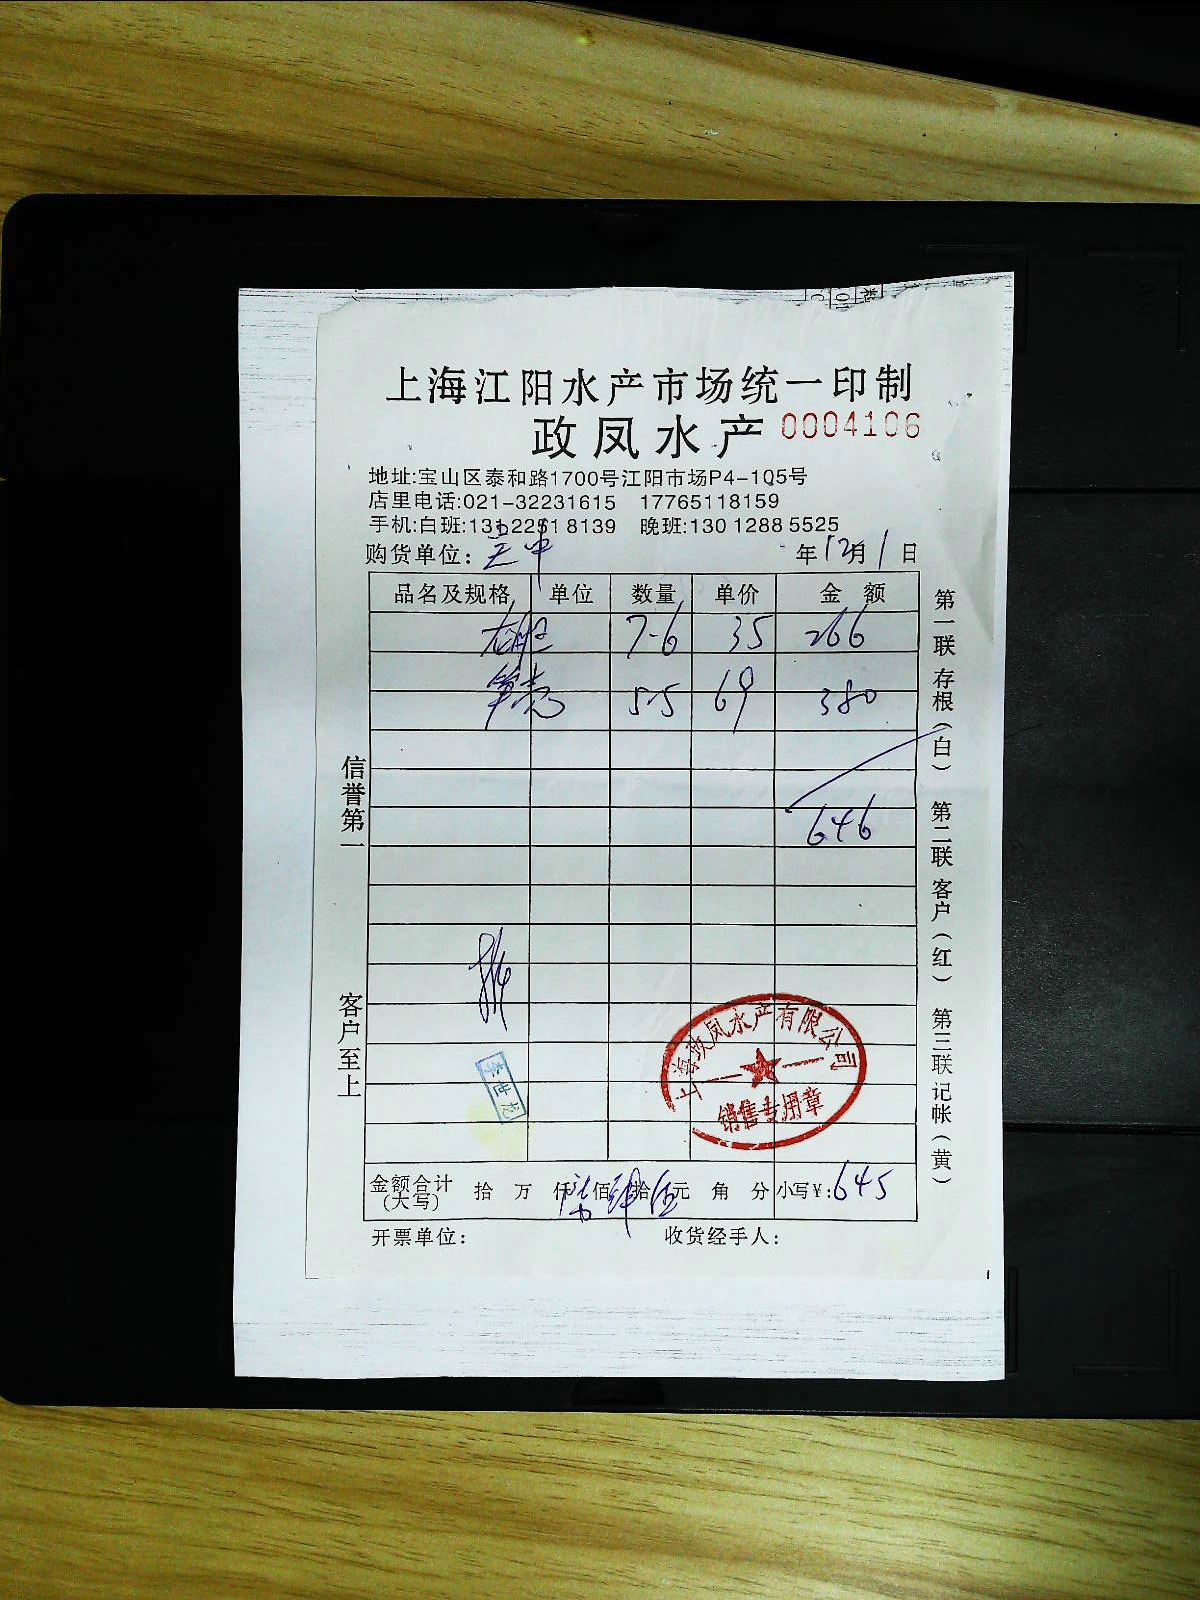 上海江阳水产市场统一印制
政凤水产 0004106
地址:宝山区泰和路1700号江阳市场P4-105号
店里电话:021-32231615 17765118159
手机:白班:131 2251 8139 晚班:130 1288 5525
购货单位: 年12月1日
品名及规格 单位 数量 单价 金额
7-6 35 266
5-5 69 380
646
信誉第一
客户至上
第一联 存根(白) 第二联 客户(红) 第三联 记帐(黄)
李世龙
上海政凤水产有限公司
销售专用章
金额合计(大写) 拾 万 仟 佰 肆拾伍元 角 分 小写¥:645
开票单位: 收货经手人: